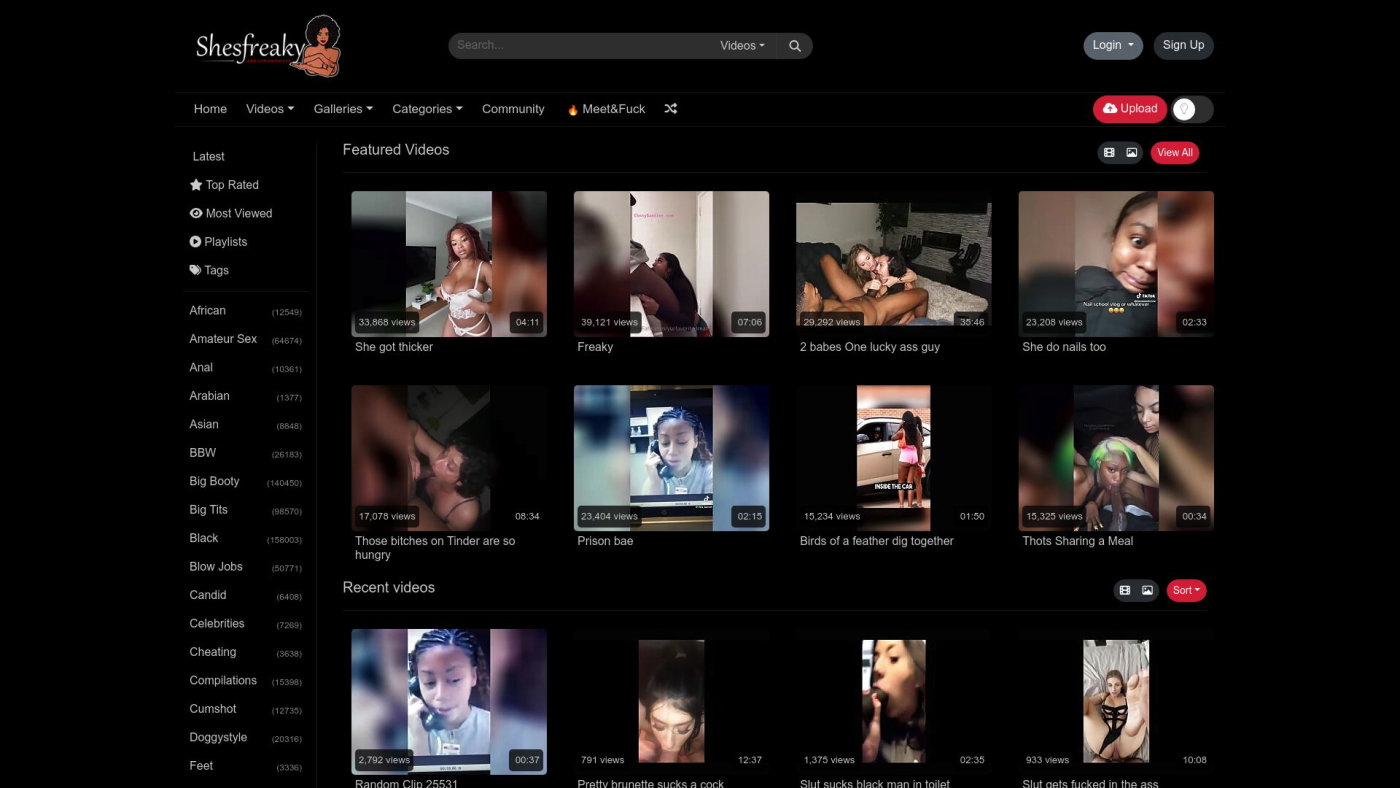 Shesfreaky
Search...
Videos
Login
Sign Up
Home
Videos
Galleries
Categories
Community
Meet&Fuck
Upload
Latest
Top Rated
Most Viewed
Playlists
Tags
African (12549)
Amateur Sex (64674)
Anal (10361)
Arabian (1377)
Asian (8848)
BBW (26183)
Big Booty (140450)
Big Tits (98570)
Black (158003)
Blow Jobs (50771)
Candid (6408)
Celebrities (7269)
Cheating (3638)
Compilations (15398)
Cumshot (12735)
Doggystyle (20316)
Feet (3336)
Featured Videos
View All
33,868 views
04:11
She got thicker
39,121 views
07:06
Freaky
29,292 views
35:46
2 babes One lucky ass guy
TikTok
Nail school vlog or whatever
23,208 views
02:33
She do nails too
17,078 views
08:34
Those bitches on Tinder are so
hungry
23,404 views
02:15
Prison bae
INSIDE THE CAR
15,234 views
01:50
Birds of a feather dig together
15,325 views
00:34
Thots Sharing a Meal
Recent videos
Sort
2,792 views
00:37
Random Clip 25531
791 views
12:37
Pretty brunette sucks a cock
1,375 views
02:35
Slut sucks black man in toilet
933 views
10:08
Slut gets fucked in the ass